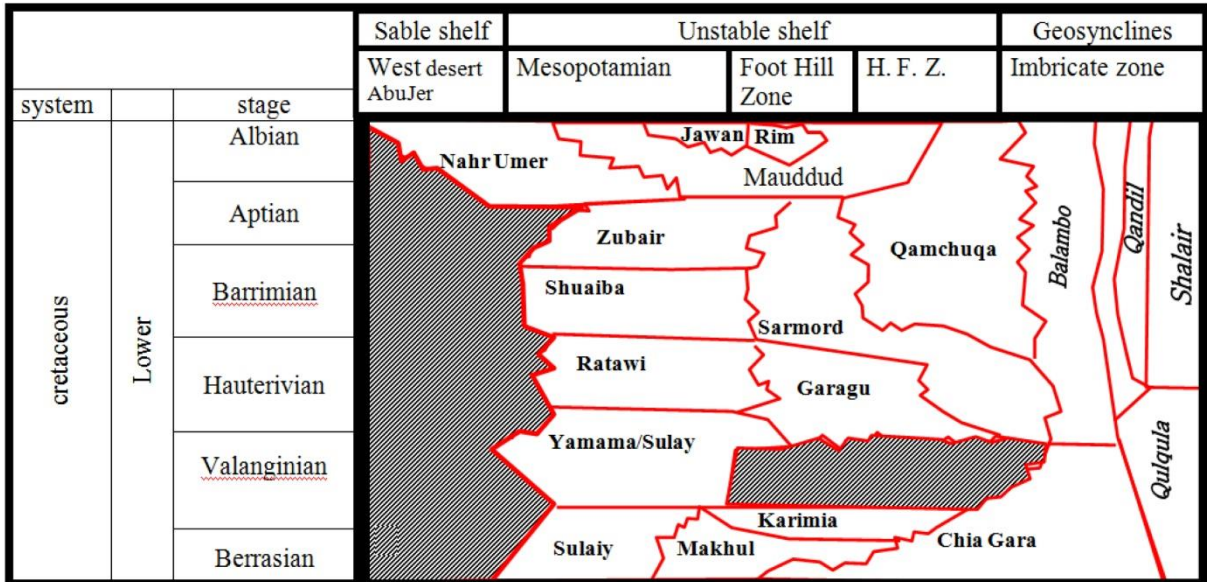 Sable shelf
Unstable shelf
Geosynclines
West desert
AbuJer
Mesopotamian
Foot Hill
Zone
H. F. Z.
Imbricate zone
system
stage
cretaceous
Lower
Albian
Aptian
Barrimian
Hauterivian
Valanginian
Berrasian
Jawan
Rim
Nahr Umer
Mauddud
Zubair
Qamchuqa
Balambo
Qandil
Shalair
Shuaiba
Sarmord
Ratawi
Garagu
Yamama/Sulay
Qulqula
Karimia
Sulaiy
Makhul
Chia Gara